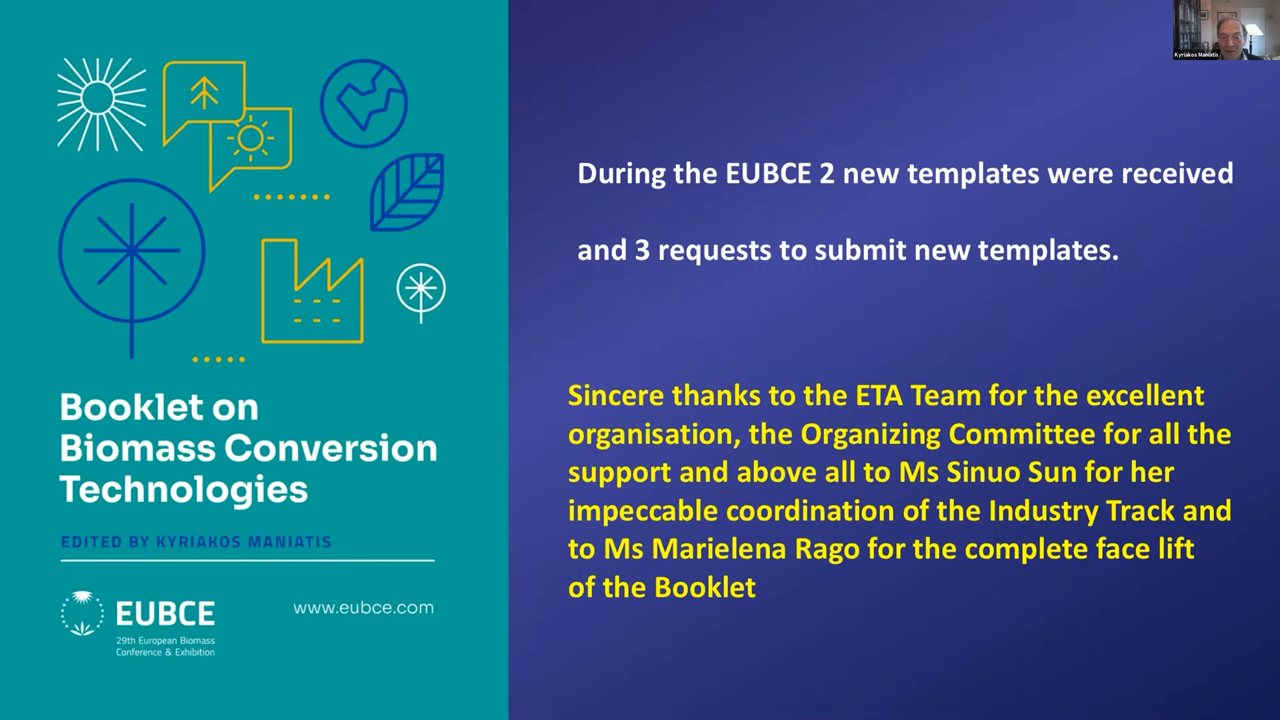 Booklet on
Biomass Conversion
Technologies
EDITED BY KYRIAKOS MANIATIS
EUBCE
29th European Biomass
Conference & Exhibition
www.eubce.com
During the EUBCE 2 new templates were received
and 3 requests to submit new templates.
Sincere thanks to the ETA Team for the excellent
organisation, the Organizing Committee for all the
support and above all to Ms Sinuo Sun for her
impeccable coordination of the Industry Track and
to Ms Marielena Rago for the complete face lift
of the Booklet
Kyriakos Maniatis